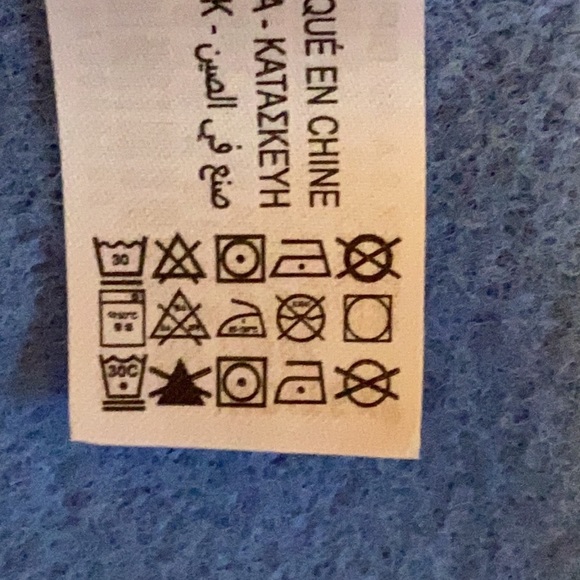 QUÉ EN CHINE
A - ΚΑΤΑΣΚΕΥΗ
K - صنع في الصين
30
30C